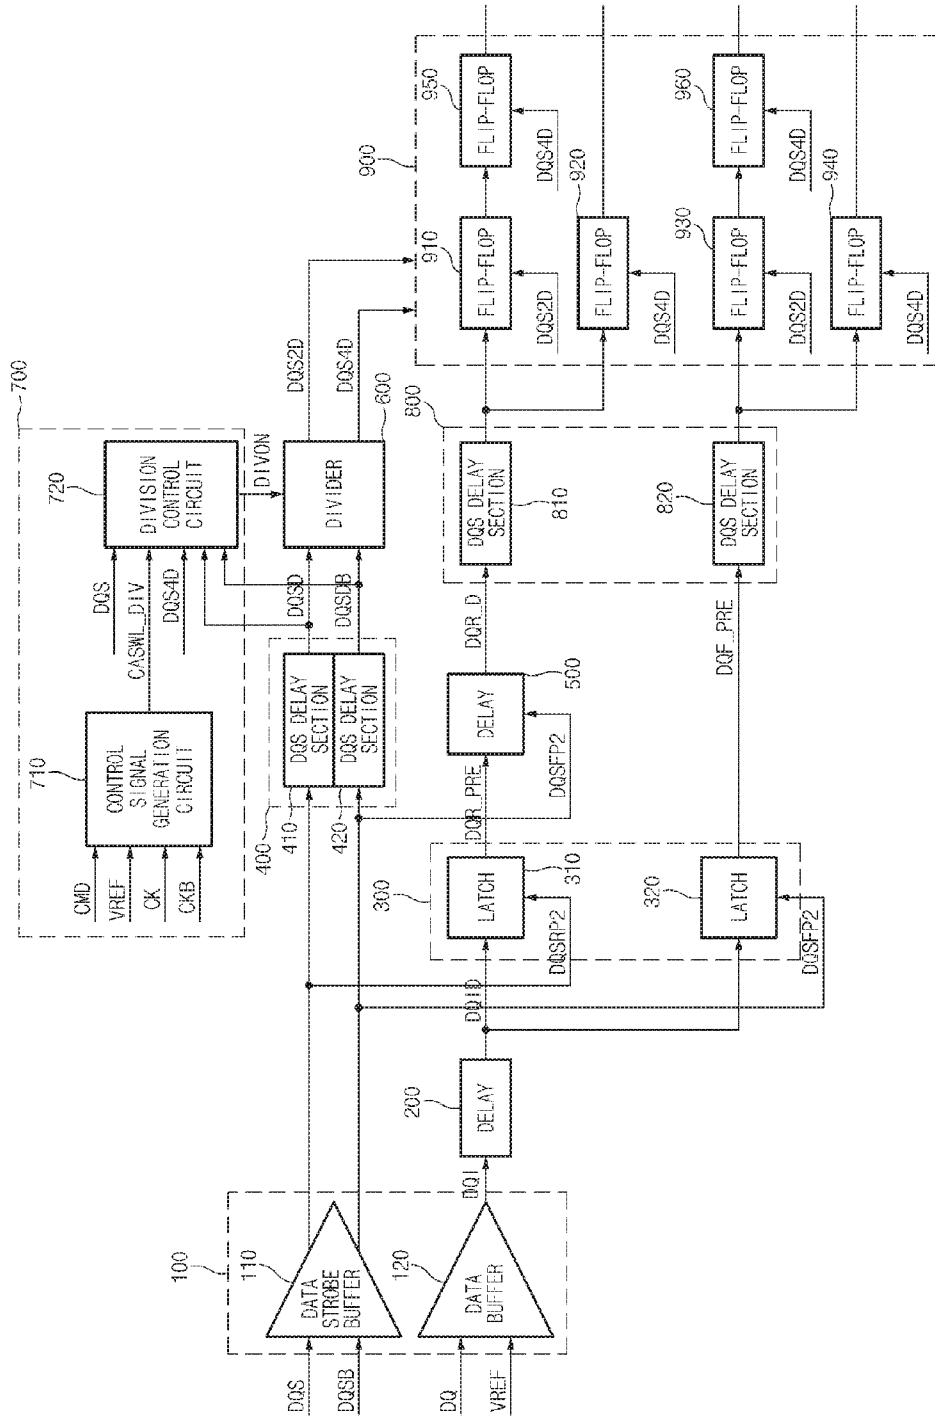 700
710
CONTROL
SIGNAL
GENERATION
CIRCUIT
CMD
VREF
CK
CKB
720
DIVISION
CONTROL
CIRCUIT
DQS
CASWL_DIV
DQS4D
DIVON
100
110
DATA
STROBE
BUFFER
DQS
DQSB
120
DATA
BUFFER
DQ
VREF
DQI
200
DELAY
DQID
400
410
DQS DELAY
SECTION
420
DQS DELAY
SECTION
DQSD
DQSDB
600
DIVIDER
DQS2D
DQS4D
300
LATCH
310
DQSRP2
320
LATCH
DQSFP2
DQR_PRE
500
DELAY
DQSFP2
DQR_D
DQF_PRE
800
DQS DELAY
SECTION
810
820
DQS DELAY
SECTION
900
910
FLIP-FLOP
DQS2D
950
FLIP-FLOP
DQS4D
920
FLIP-FLOP
DQS4D
930
FLIP-FLOP
DQS2D
960
FLIP-FLOP
DQS4D
940
FLIP-FLOP
DQS4D